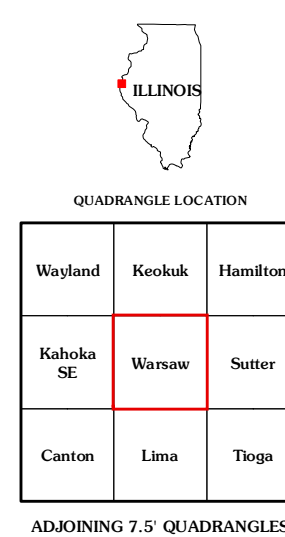 ILLINOIS
QUADRANGLE LOCATION
Wayland Keokuk Hamilton
Kahoka
SE
Warsaw Sutter
Canton Lima Tioga
ADJOINING 7.5' QUADRANGLES